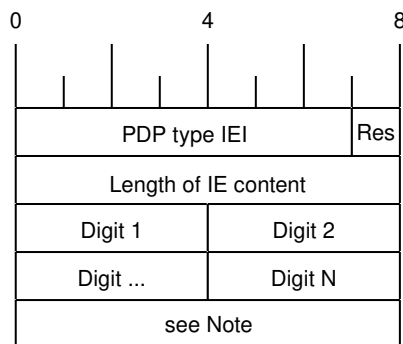 0 4 8
PDP type IEI Res
Length of IE content
Digit 1 Digit 2
Digit ... Digit N
see Note